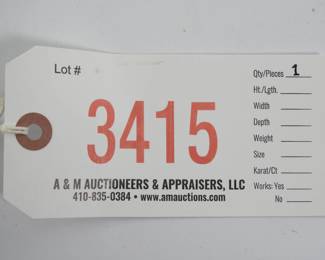 Lot #
3415
A & M AUCTIONEERS & APPRAISERS, LLC
410-835-0384 • www.amauctions.com
Qty/Pieces 1
Ht./Lgth.
Width
Depth
Weight
Size
Karat/Ct
Works: Yes
No